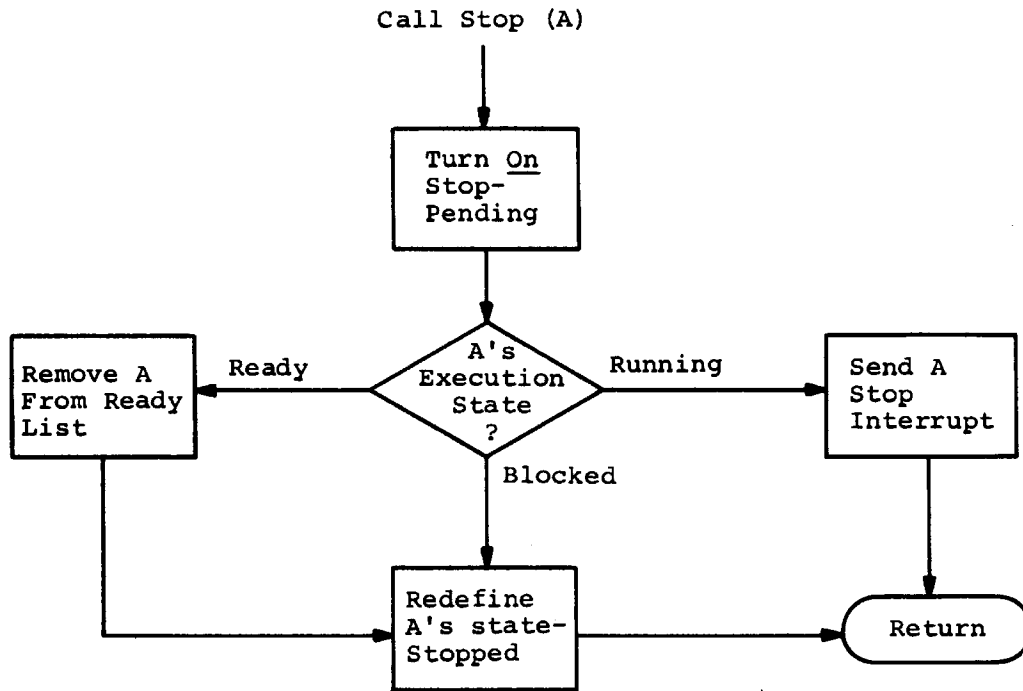 Call Stop (A)
Turn On
Stop-
Pending
A's
Execution
State
?
Ready
Running
Blocked
Remove A
From Ready
List
Send A
Stop
Interrupt
Redefine
A's state-
Stopped
Return